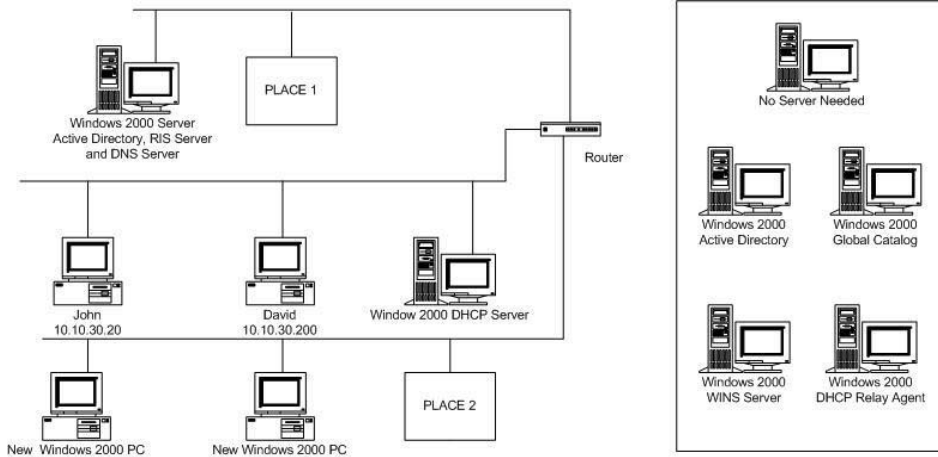 PLACE 1
Windows 2000 Server
Active Directory, RIS Server
and DNS Server
Router
John
10.10.30.20
David
10.10.30.200
Window 2000 DHCP Server
New Windows 2000 PC
New Windows 2000 PC
PLACE 2
No Server Needed
Windows 2000
Active Directory
Windows 2000
Global Catalog
Windows 2000
WINS Server
Windows 2000
DHCP Relay Agent